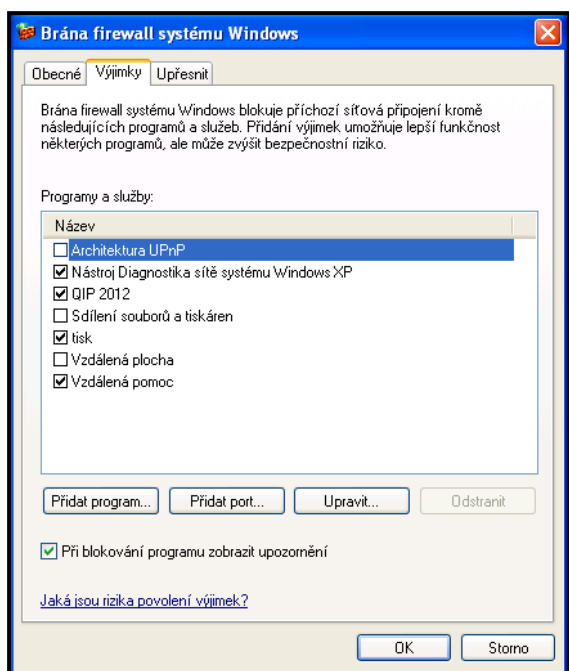 Brána firewall systému Windows
Obecné Výjimky Upřesnit
Brána firewall systému Windows blokuje příchozí síťová připojení kromě
následujících programů a služeb. Přidání výjimek umožňuje lepší funkčnost
některých programů, ale může zvýšit bezpečnostní riziko.
Programy a služby:
Název
Architektura UPnP
Nástroj Diagnostika sítě systému Windows XP
QIP 2012
Sdílení souborů a tiskáren
tisk
Vzdálená plocha
Vzdálená pomoc
Přidat program... Přidat port... Upravit... Odstranit
Při blokování programu zobrazit upozornění
Jaká jsou rizika povolení výjimek?
OK Storno